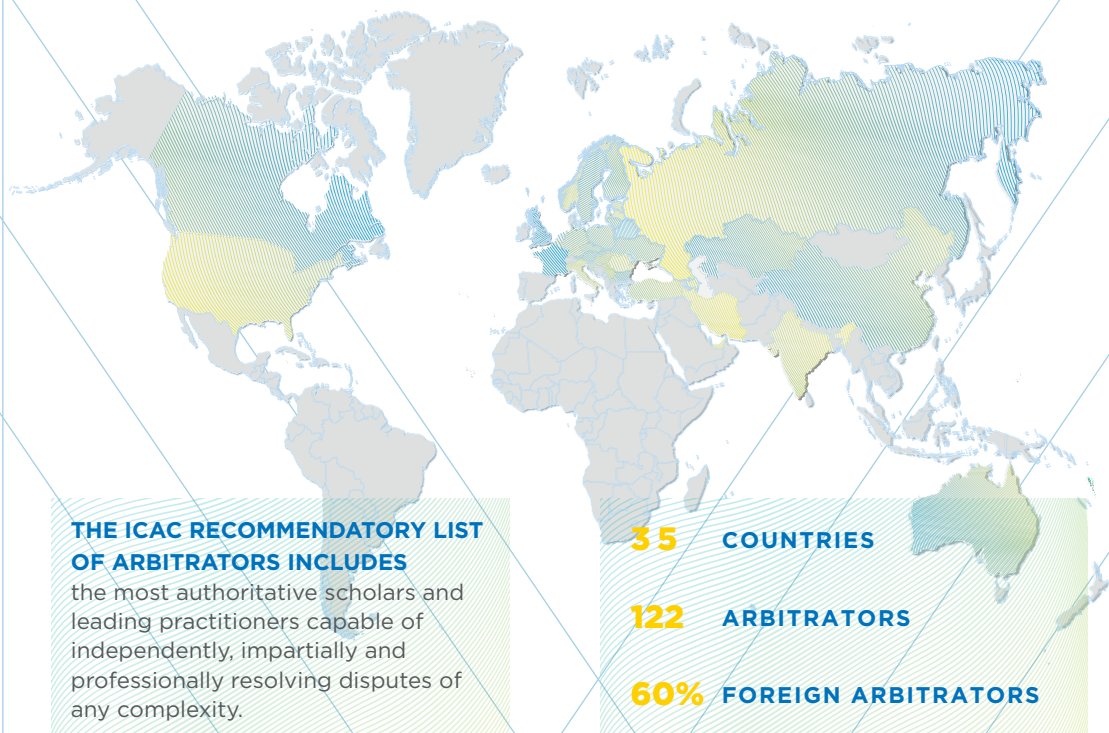 THE ICAC RECOMMENDATORY LIST
OF ARBITRATORS INCLUDES
the most authoritative scholars and
leading practitioners capable of
independently, impartially and
professionally resolving disputes of
any complexity.
35 COUNTRIES
122 ARBITRATORS
60% FOREIGN ARBITRATORS